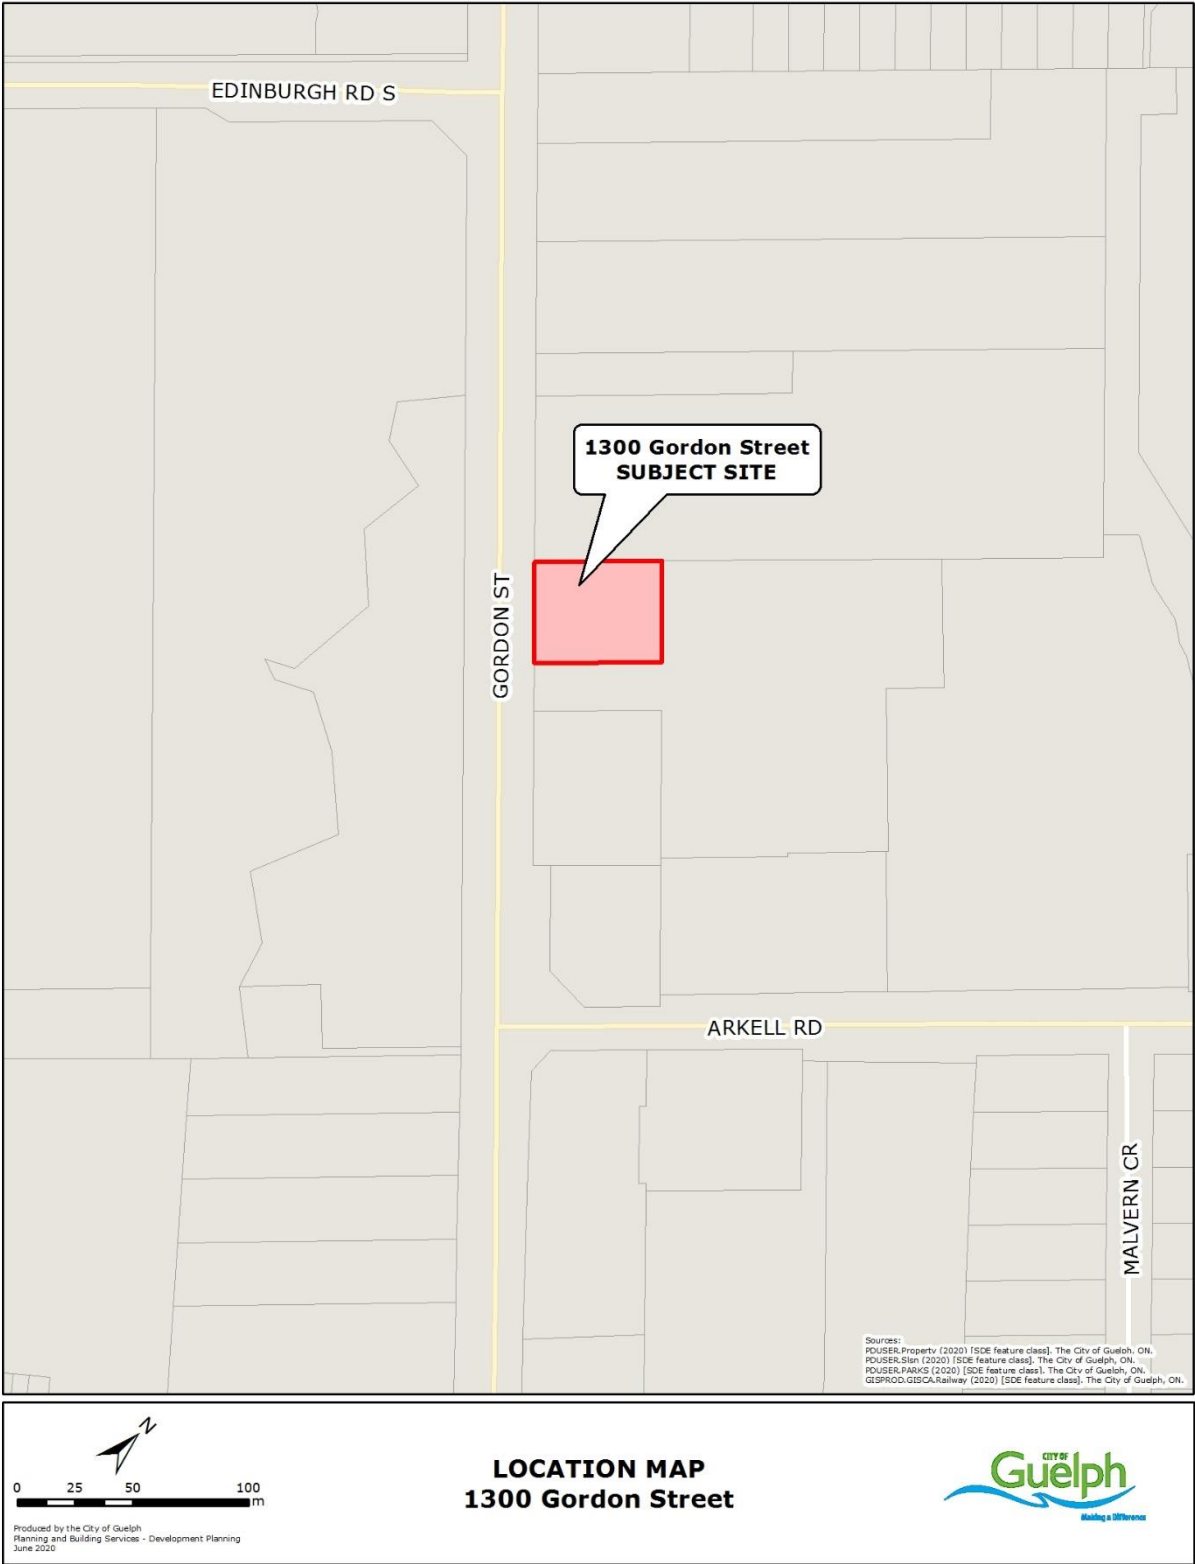 EDINBURGH RD S
1300 Gordon Street
SUBJECT SITE
GORDON ST
ARKELL RD
MALVERN CR
Sources:
PDUSER.Property (2020) [SDE feature class]. The City of Guelph, ON.
PDUSER.Slsn (2020) [SDE feature class]. The City of Guelph, ON.
PDUSER.PARKS (2020) [SDE feature class]. The City of Guelph, ON.
GISPROD.GISCA.Railway (2020) [SDE feature class]. The City of Guelph, ON.
N
0 25 50 100
m
Produced by the City of Guelph
Planning and Building Services - Development Planning
June 2020
LOCATION MAP
1300 Gordon Street
CITY OF
Guelph
Making a Difference